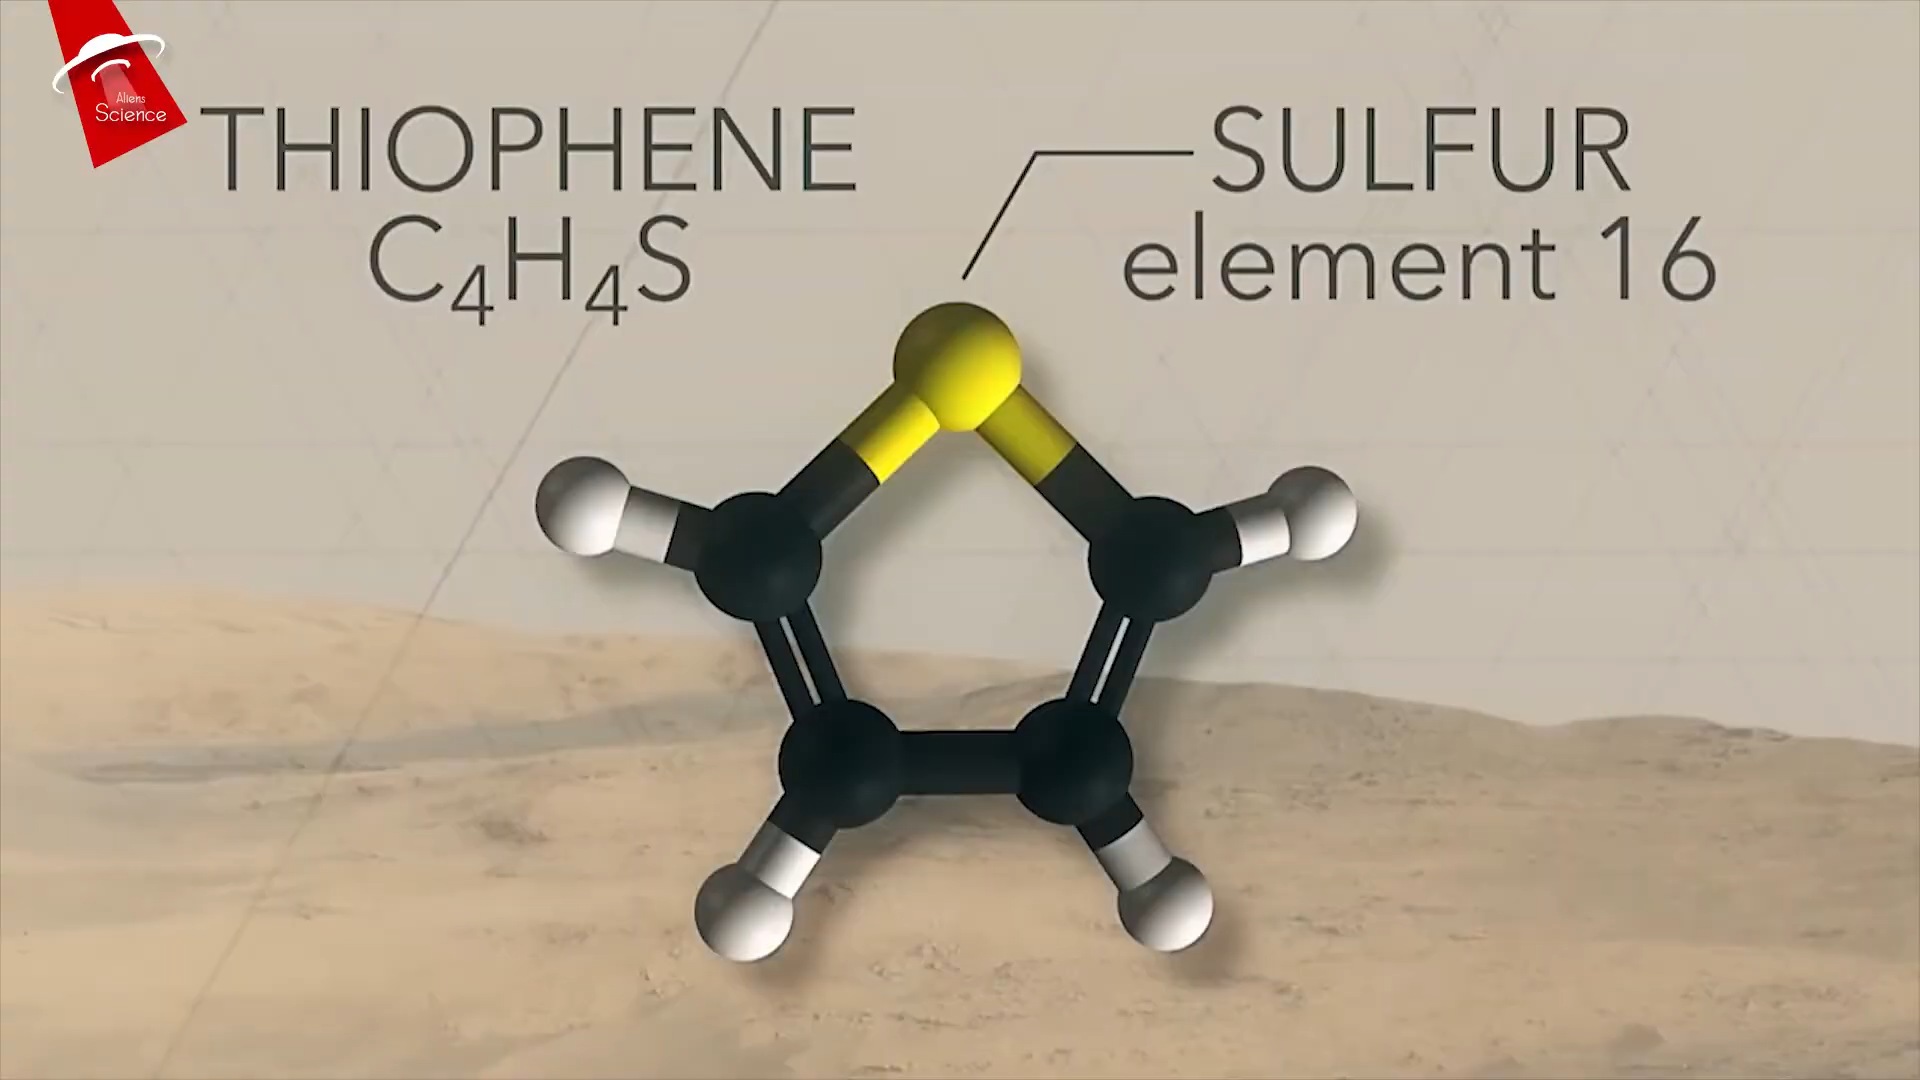 Aliens
Science
THIOPHENE
C₄H₄S
SULFUR
element 16